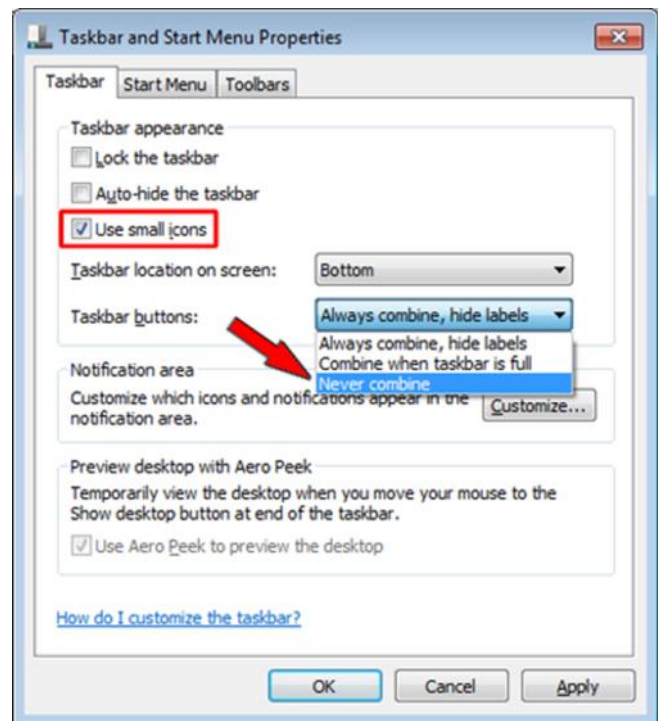 Taskbar and Start Menu Properties
Taskbar Start Menu Toolbars
Taskbar appearance
Lock the taskbar
Auto-hide the taskbar
Use small icons
Taskbar location on screen: Bottom
Taskbar buttons: Always combine, hide labels
Always combine, hide labels
Combine when taskbar is full
Never combine
Notification area
Customize which icons and notifications appear in the
notification area.
Customize...
Preview desktop with Aero Peek
Temporarily view the desktop when you move your mouse to the
Show desktop button at end of the taskbar.
Use Aero Peek to preview the desktop
How do I customize the taskbar?
OK Cancel Apply